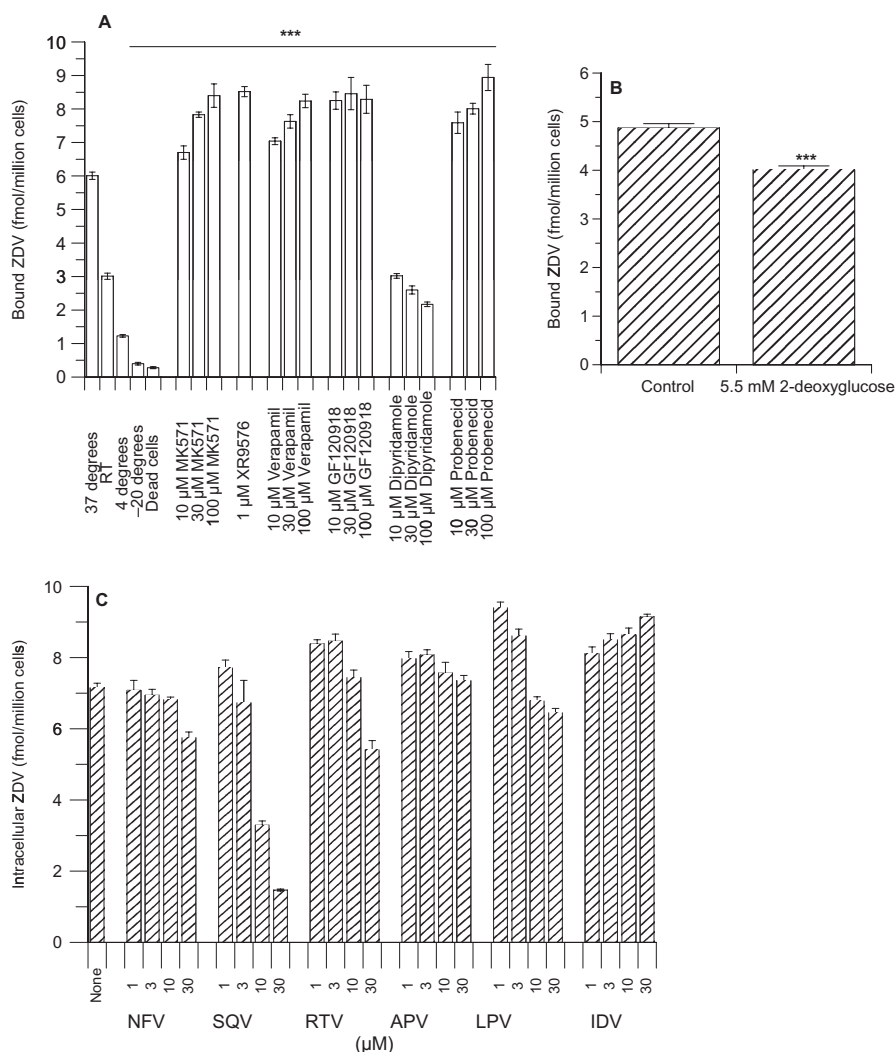 A
***
Bound ZDV (fmol/million cells)
9
8
7
6
5
4
3
2
1
0
37 degrees
RT
4 degrees
−20 degrees
Dead cells
10 µM MK571
30 µM MK571
100 µM MK571
1 µM XR9576
10 µM Verapamil
30 µM Verapamil
100 µM Verapamil
10 µM GF120918
30 µM GF120918
100 µM GF120918
10 µM Dipyridamole
30 µM Dipyridamole
100 µM Dipyridamole
10 µM Probenecid
30 µM Probenecid
100 µM Probenecid
B
Bound ZDV (fmol/million cells)
6
5
4
3
2
1
0
***
Control
5.5 mM 2-deoxyglucose
C
Intracellular ZDV (fmol/million cells)
10
8
6
4
2
0
None
1 3 10 30
1 3 10 30
1 3 10 30
1 3 10 30
1 3 10 30
1 3 10 30
NFV SQV RTV APV LPV IDV
(µM)